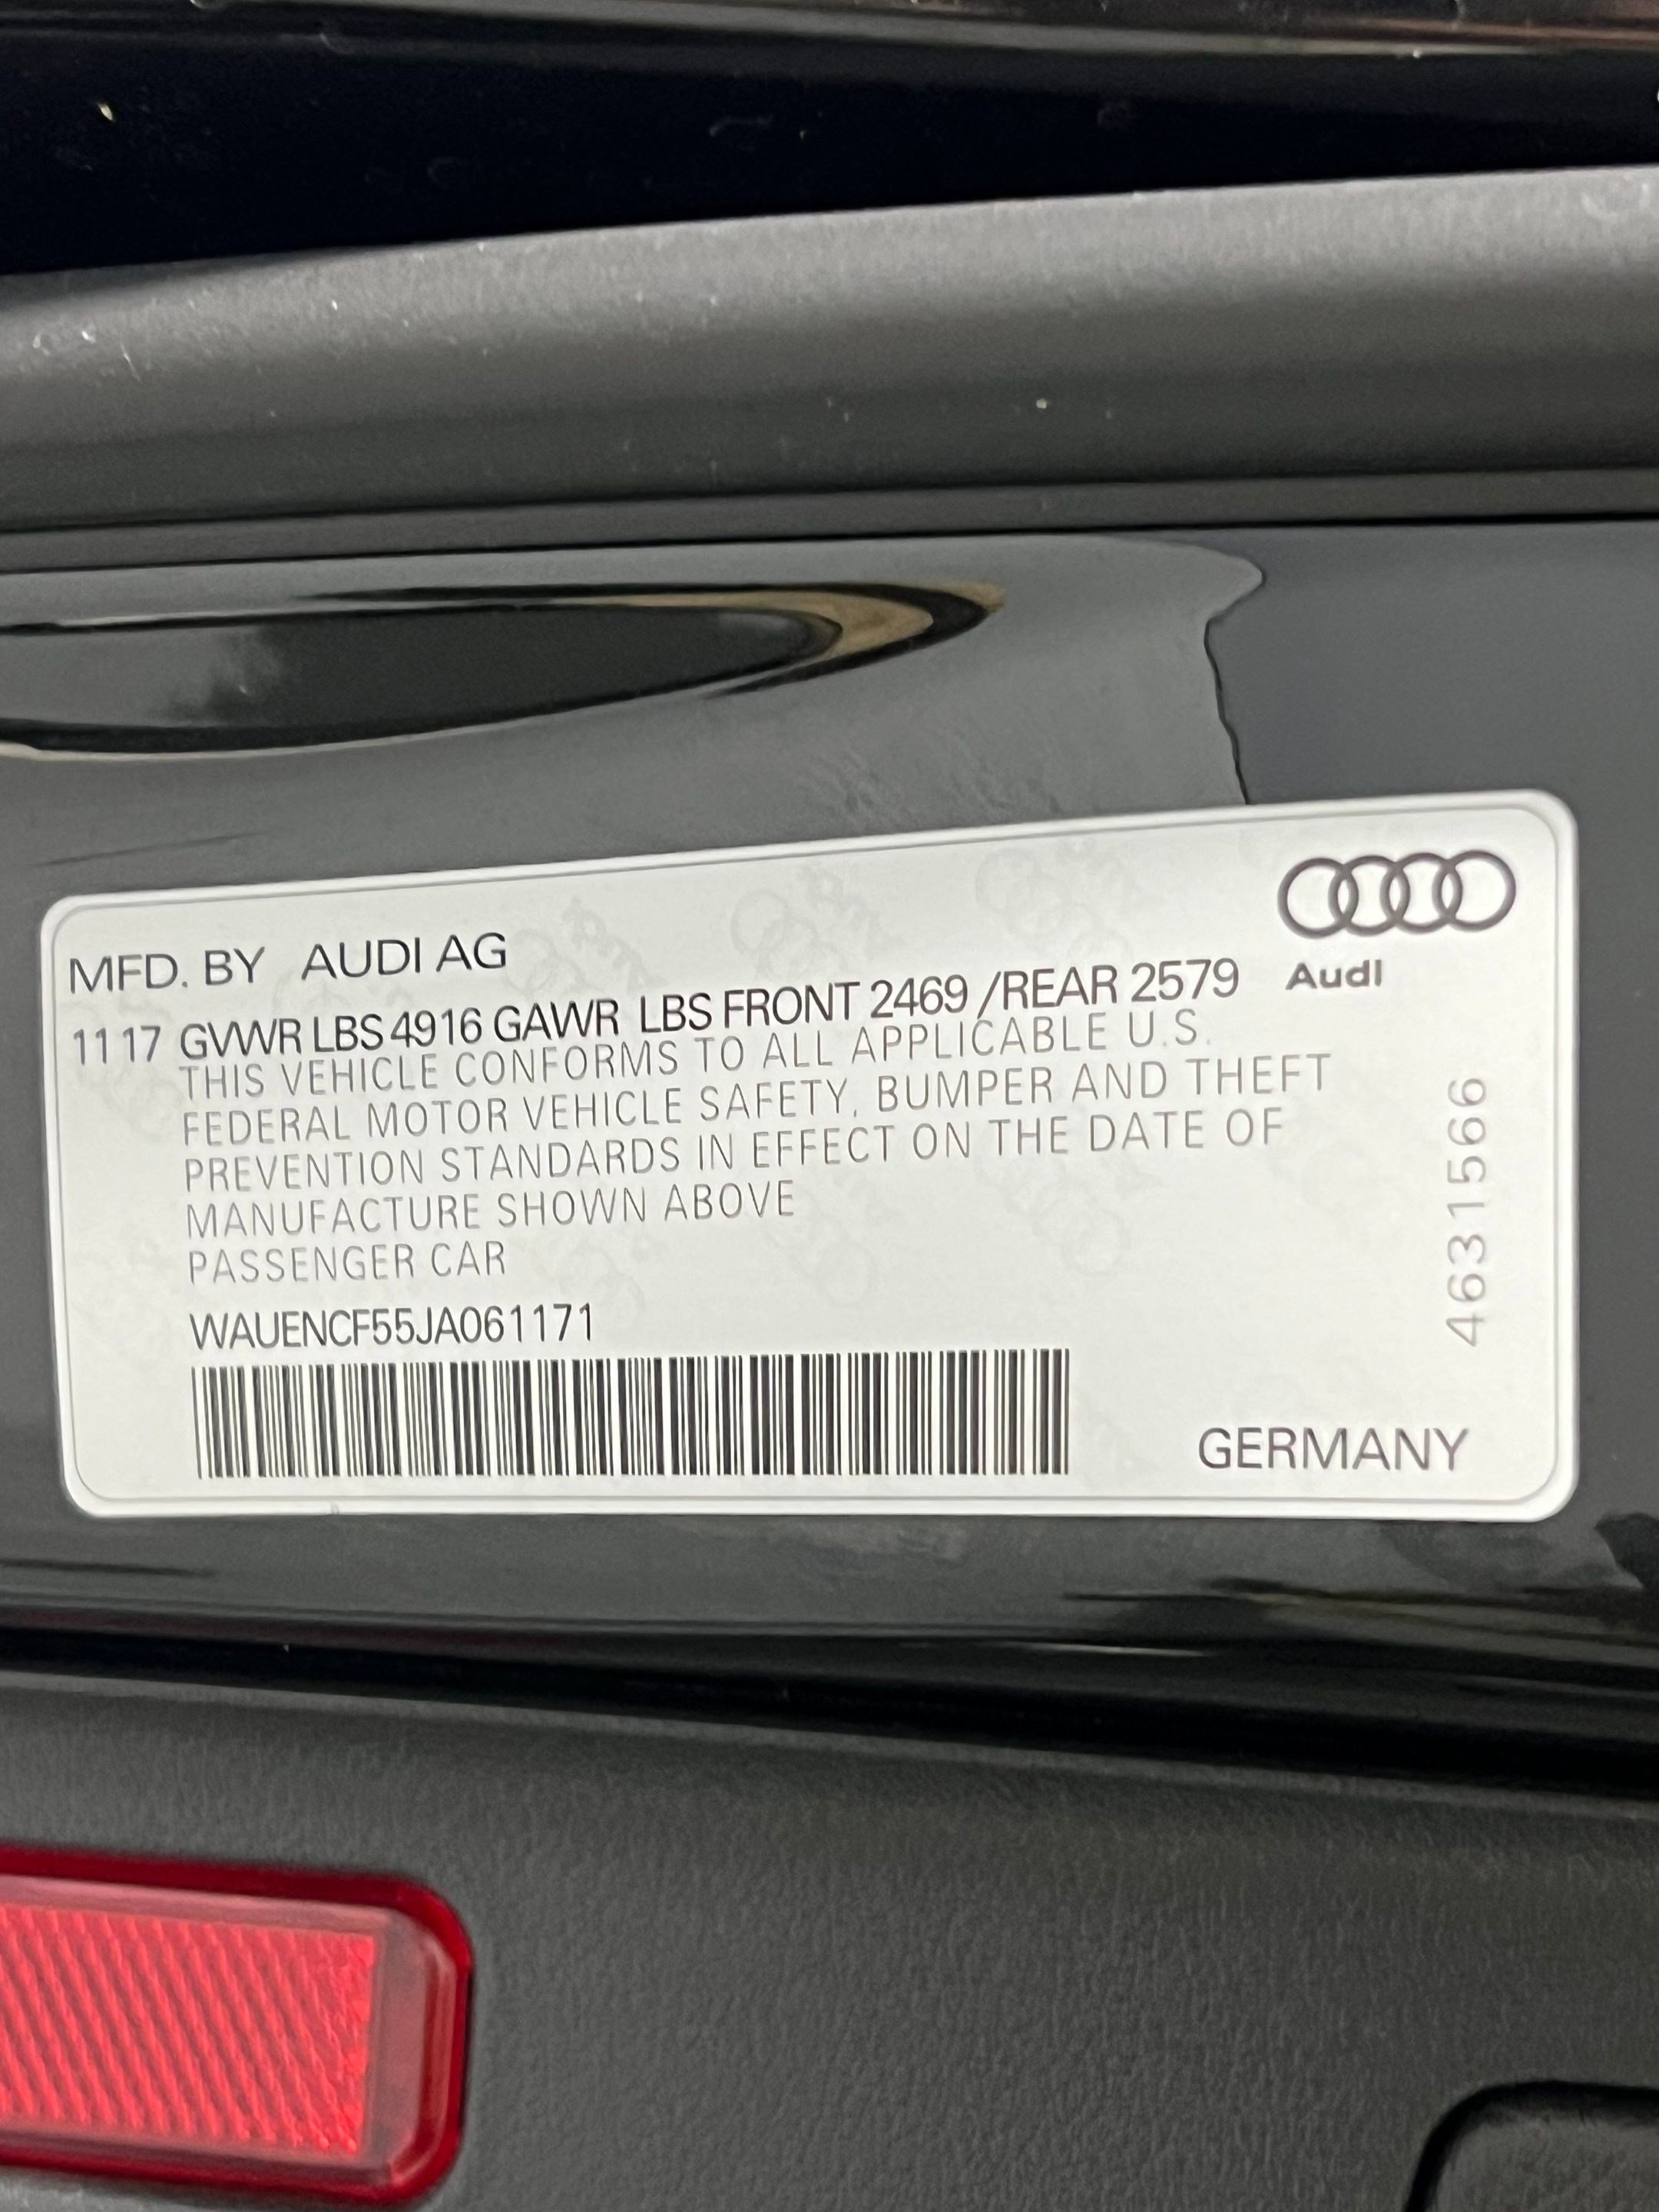 MFD. BY AUDI AG
Audi
11 17 GVWR LBS 4916 GAWR LBS FRONT 2469 /REAR 2579
THIS VEHICLE CONFORMS TO ALL APPLICABLE U.S.
FEDERAL MOTOR VEHICLE SAFETY, BUMPER AND THEFT
PREVENTION STANDARDS IN EFFECT ON THE DATE OF
MANUFACTURE SHOWN ABOVE
PASSENGER CAR
WAUENCF55JA061171
4631566
GERMANY